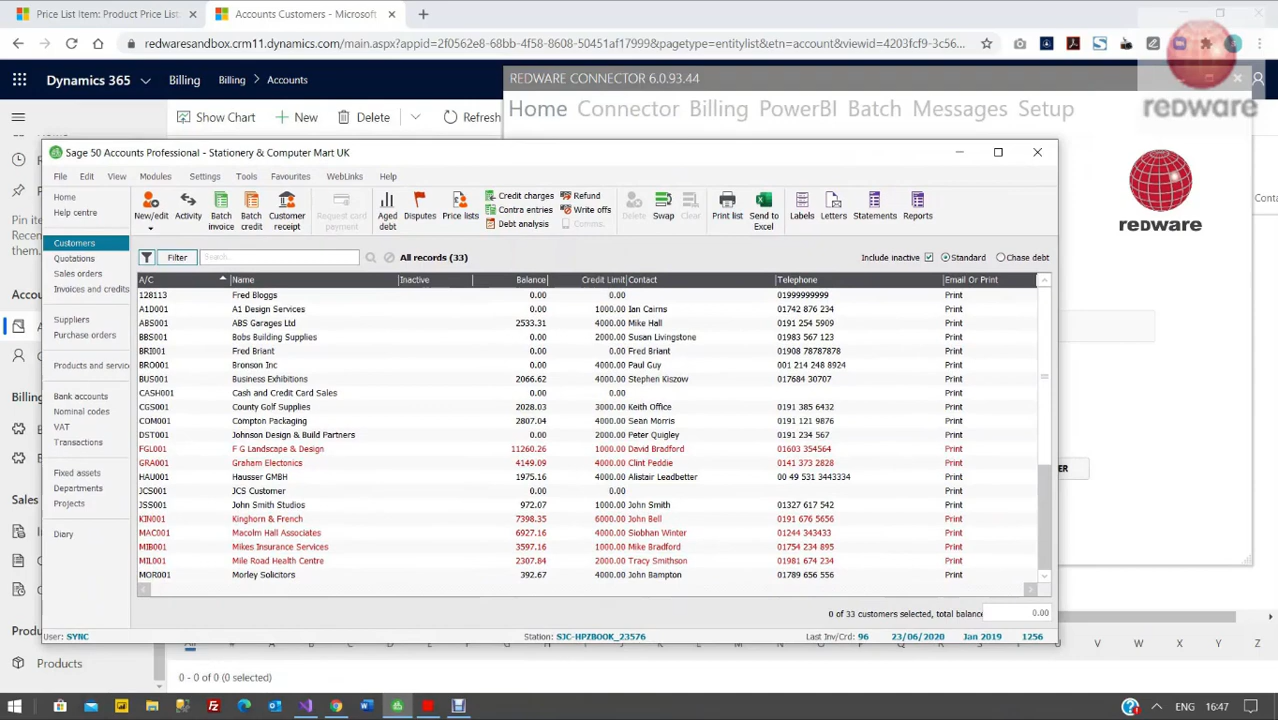 Price List Item: Product Price List
Accounts Customers - Microsoft
redwaresandbox.crm11.dynamics.com/main.aspx?appid=2f0f62e8-68bb-4f58-8608-50451af17999&pagetype=entitylist&etn=account&viewid=4203fcf9-3c56...
Dynamics 365
Billing
Billing > Accounts
Show Chart
New
Delete
Refresh
REDWARE CONNECTOR 6.0.93.44
Home Connector Billing PowerBI Batch Messages Setup
redware
redware
Sage 50 Accounts Professional - Stationery & Computer Mart UK
File Edit View Modules Settings Tools Favourites WebLinks Help
New/edit
Activity
Batch invoice
Batch credit
Customer receipt
Request card payment
Aged debt
Disputes
Price lists
Credit charges
Contra entries
Debt analysis
Refund
Write offs
Comms.
Delete
Swap
Clear
Print list
Send to Excel
Labels
Letters
Statements
Reports
Home
Help centre
Customers
Quotations
Sales orders
Invoices and credits
Suppliers
Purchase orders
Products and servic
Bank accounts
Nominal codes
VAT
Transactions
Fixed assets
Departments
Projects
Diary
Filter
Search..
All records (33)
Include inactive
Standard
Chase debt
A/C Name Inactive Balance Credit Limit Contact Telephone Email Or Print
128113 Fred Bloggs 0.00 0.00 01999999999 Print
A1D001 A1 Design Services 0.00 1000.00 Ian Cairns 01742 876 234 Print
ABS001 ABS Garages Ltd 2533.31 4000.00 Mike Hall 0191 254 5909 Print
BBS001 Bobs Building Supplies 0.00 2000.00 Susan Livingstone 01983 567 123 Print
BRI001 Fred Briant 0.00 4000.00 Fred Briant 01908 78787878 Print
BRO001 Bronson Inc 0.00 4000.00 Paul Guy 001 214 248 8924 Print
BUS001 Business Exhibitions 2066.62 4000.00 Stephen Kiszow 017684 30707 Print
CASH001 Cash and Credit Card Sales 0.00 0.00 Print
CGS001 County Golf Supplies 2028.03 3000.00 Keith Office 0191 385 6432 Print
COM001 Compton Packaging 2807.04 4000.00 Sean Morris 0191 121 9876 Print
DST001 Johnson Design & Build Partners 0.00 2000.00 Peter Quigley 0191 234 567 Print
FGL001 F G Landscape & Design 11260.26 1000.00 David Bradford 01603 354564 Print
GRA001 Graham Electonics 4149.09 4000.00 Clint Peddie 0141 373 2828 Print
HAU001 Hausser GMBH 1975.16 4000.00 Alistair Leadbetter 00 49 531 3443334 Print
JCS001 JCS Customer 0.00 0.00 Print
JSS001 John Smith Studios 972.07 1000.00 John Smith 01327 617 542 Print
KIN001 Kinghorn & French 7398.35 6000.00 John Bell 0191 676 5656 Print
MAC001 Macolm Hall Associates 6927.16 4000.00 Siobhan Winter 01244 343433 Print
MIB001 Mikes Insurance Services 3597.16 1000.00 Mike Bradford 01754 234 895 Print
MIL001 Mile Road Health Centre 2307.84 2000.00 Tracy Smithson 01981 674 234 Print
MOR001 Morley Solicitors 392.67 4000.00 John Bampton 01789 656 556 Print
0 of 33 customers selected, total balance 0.00
User: SYNC
Station: SJC-HPZBOOK_23576
Last Inv/Crd: 96
23/06/2020
Jan 2019
1256
Pin
item
your
Accou
Billin
Sales
Produ
Products
ER
Conta
All # U V W X Y Z
0 - 0 of 0 (0 selected)
ENG
16:47